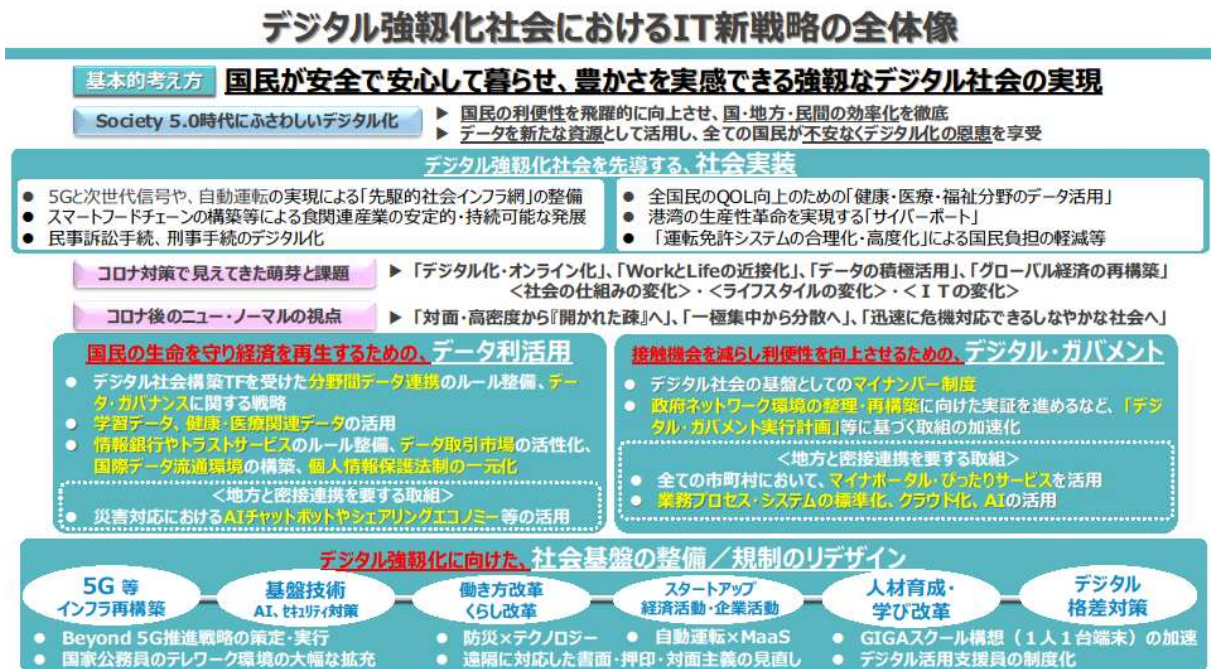 デジタル強靱化社会におけるIT新戦略の全体像
基本的考え方 国民が安全で安心して暮らせ、豊かさを実感できる強靱なデジタル社会の実現
Society 5.0時代にふさわしいデジタル化
▶ 国民の利便性を飛躍的に向上させ、国・地方・民間の効率化を徹底
▶ データを新たな資源として活用し、全ての国民が不安なくデジタル化の恩恵を享受
デジタル強靱化社会を先導する、社会実装
● 5Gと次世代信号や、自動運転の実現による「先駆的社会インフラ網」の整備
● スマートフードチェーンの構築等による食関連産業の安定的・持続可能な発展
● 民事訴訟手続、刑事手続のデジタル化
● 全国民のQOL向上のための「健康・医療・福祉分野のデータ活用」
● 港湾の生産性革命を実現する「サイバーポート」
● 「運転免許システムの合理化・高度化」による国民負担の軽減等
コロナ対策で見えてきた萌芽と課題
▶ 「デジタル化・オンライン化」、「WorkとLifeの近接化」、「データの積極活用」、「グローバル経済の再構築」
<社会の仕組みの変化>・<ライフスタイルの変化>・<ITの変化>
コロナ後のニュー・ノーマルの視点
▶ 「対面・高密度から『開かれた疎』へ」、「一極集中から分散へ」、「迅速に危機対応できるしなやかな社会へ」
国民の生命を守り経済を再生するための、データ利活用
● デジタル社会構築TFを受けた分野間データ連携のルール整備、デー
タ・ガバナンスに関する戦略
● 学習データ、健康・医療関連データの活用
● 情報銀行やトラストサービスのルール整備、データ取引市場の活性化、
国際データ流通環境の構築、個人情報保護法制の一元化
<地方と密接連携を要する取組>
● 災害対応におけるAIチャットボットやシェアリングエコノミー等の活用
接触機会を減らし利便性を向上させるための、デジタル・ガバメント
● デジタル社会の基盤としてのマイナンバー制度
● 政府ネットワーク環境の整理・再構築に向けた実証を進めるなど、「デジ
タル・ガバメント実行計画」等に基づく取組の加速化
<地方と密接連携を要する取組>
● 全ての市町村において、マイナポータル・ぴったりサービスを活用
● 業務プロセス・システムの標準化、クラウド化、AIの活用
デジタル強靱化に向けた、社会基盤の整備／規制のリデザイン
5G 等
インフラ再構築
基盤技術
AI、セキュリティ対策
働き方改革
くらし改革
スタートアップ
経済活動・企業活動
人材育成・
学び改革
デジタル
格差対策
● Beyond 5G推進戦略の策定・実行
● 国家公務員のテレワーク環境の大幅な拡充
● 防災×テクノロジー
● 自動運転×MaaS
● 遠隔に対応した書面・押印・対面主義の見直し
● GIGAスクール構想（１人１台端末）の加速
● デジタル活用支援員の制度化